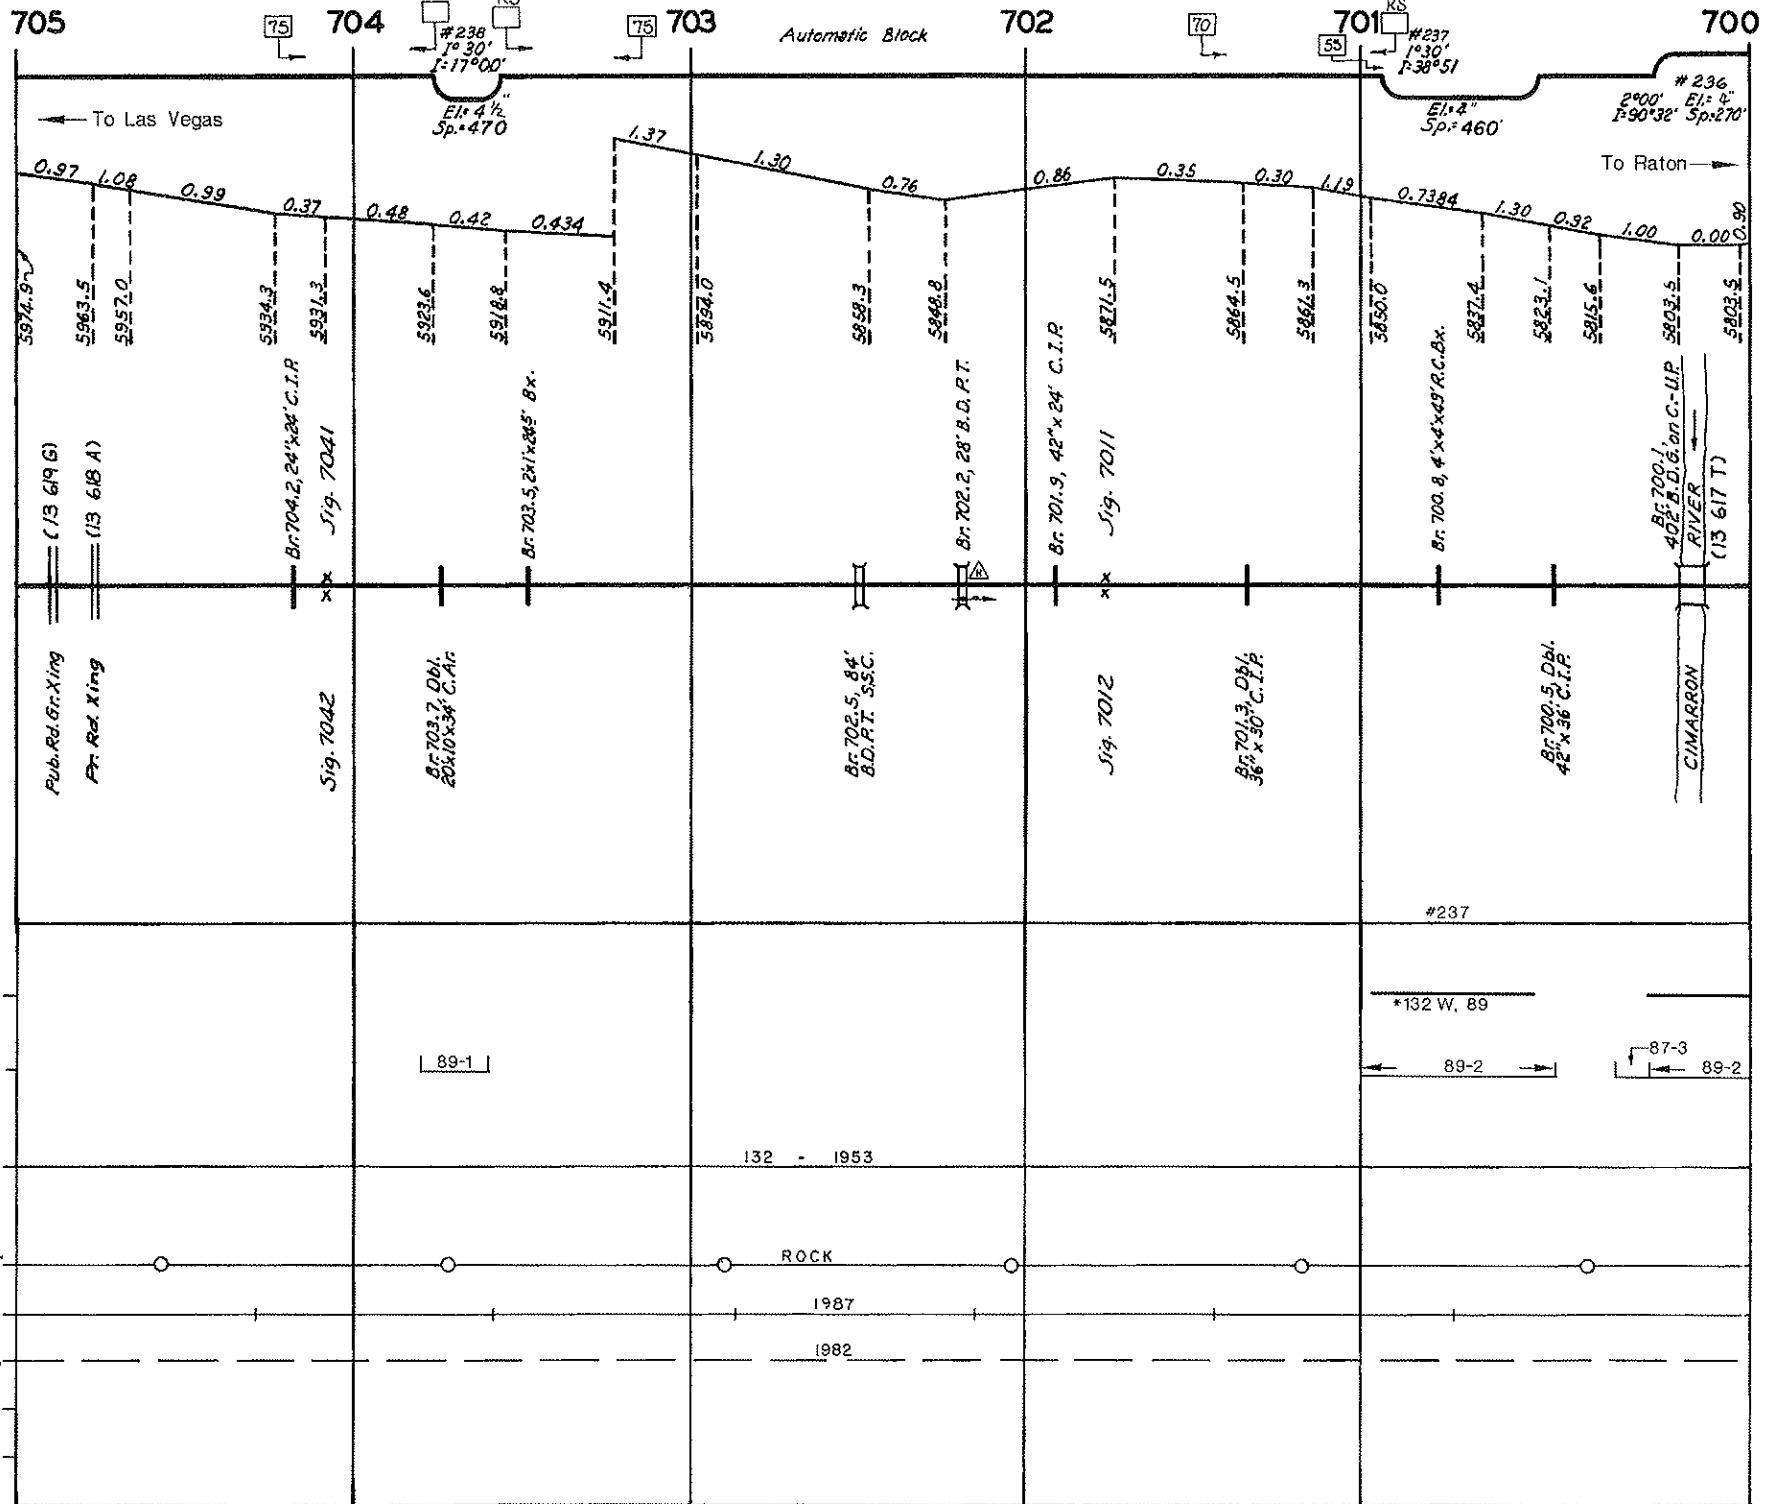 705
75
704
RS
75
703
Automatic Block
702
70
55
701
RS
700
#238
1°30'
I=17°00'
#237
1°30'
I=38°51
El.= 4 1/2
Sp.=470
El.=4"
Sp.=460'
#236
2°00' El.= 4"
I=90°32' Sp.=270'
To Las Vegas
To Raton
0.97
1.08
0.99
0.37
0.48
0.42
0.434
1.37
1.30
0.76
0.86
0.35
0.30
1.19
0.7384
1.30
0.92
1.00
0.00
0.90
5974.9
5963.5
5957.0
5934.3
5931.3
5923.6
5918.8
5911.4
5894.0
5858.3
5848.8
5871.5
5864.5
5861.3
5850.0
5837.4
5823.1
5815.6
5803.5
5803.5
(13 619 G)
(13 618 A)
Br. 704.2, 24"x24' C.I.P.
Sig. 7041
Br. 703.5, 2'x1'x24.5' Bx.
Br. 702.2, 28' B.D.P.T.
Br. 701.9, 42" x 24' C.I.P.
Sig. 7011
Br. 700.8, 4'x4'x49' R.C.Bx.
Br. 700.1,
402' B.D.G. on C.-U.P.
RIVER
(13 617 T)
x
x
R
x
x
Pub. Rd. Gr. Xing
Pr. Rd. Xing
Sig. 7042
Br. 703.7, Dbl.
20'x10'x34' C.Ar.
Br. 702.5, 84'
B.D.P.T. S.S.C.
Sig. 7012
Br. 701.3, Dbl.
36" x 30' C.I.P.
Br. 700.5, Dbl.
42" x 36' C.I.P.
CIMARRON
#237
*132 W, 89
89-1
89-2
87-3
89-2
132 - 1953
ROCK
1987
1982